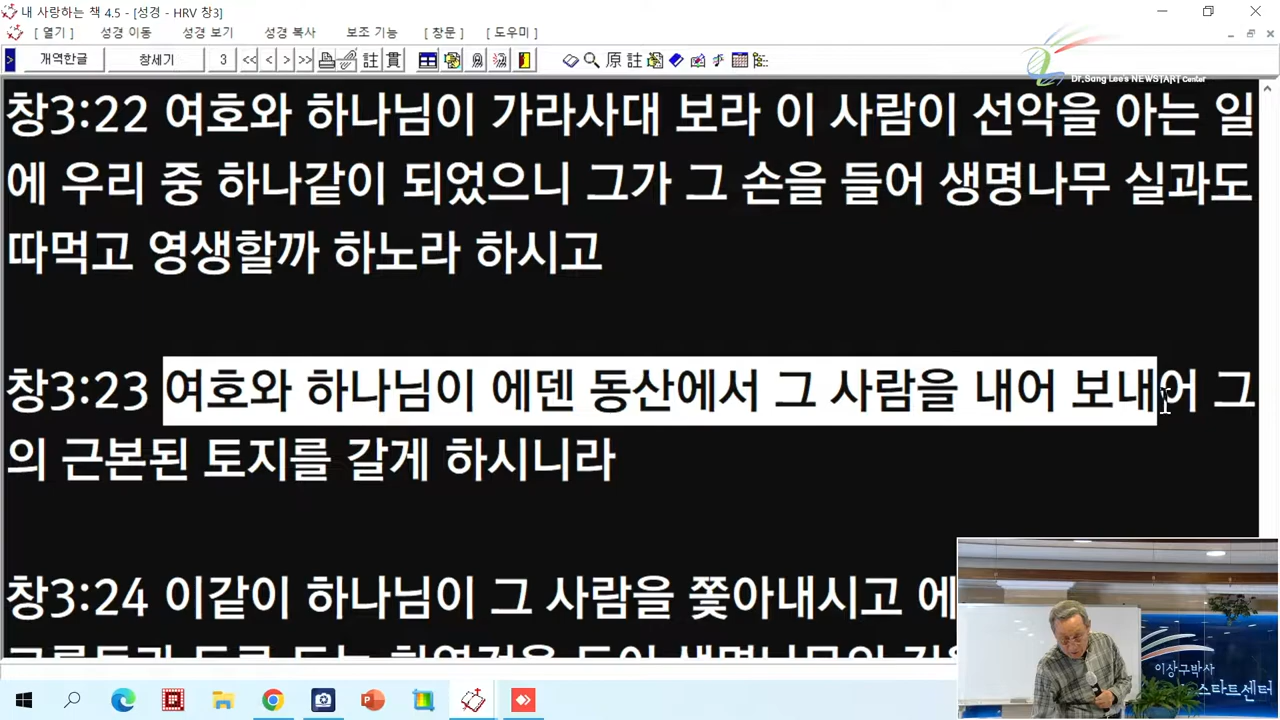 내 사랑하는 책 4.5 - [성경 - HRV 창3]
[ 열기 ] 성경 이동 성경 보기 성경 복사 보조 기능 [ 창문 ] [ 도우미 ]
> 개역한글 창세기 3 << < > >> 註 貫 原 註
Dr.Sang Lee's NEWSTART Center
창3:22 여호와 하나님이 가라사대 보라 이 사람이 선악을 아는 일
에 우리 중 하나같이 되었으니 그가 그 손을 들어 생명나무 실과도
따먹고 영생할까 하노라 하시고
창3:23 여호와 하나님이 에덴 동산에서 그 사람을 내어 보내어 그
의 근본된 토지를 갈게 하시니라
창3:24 이같이 하나님이 그 사람을 쫓아내시고 에
이상구박사
스타트센터